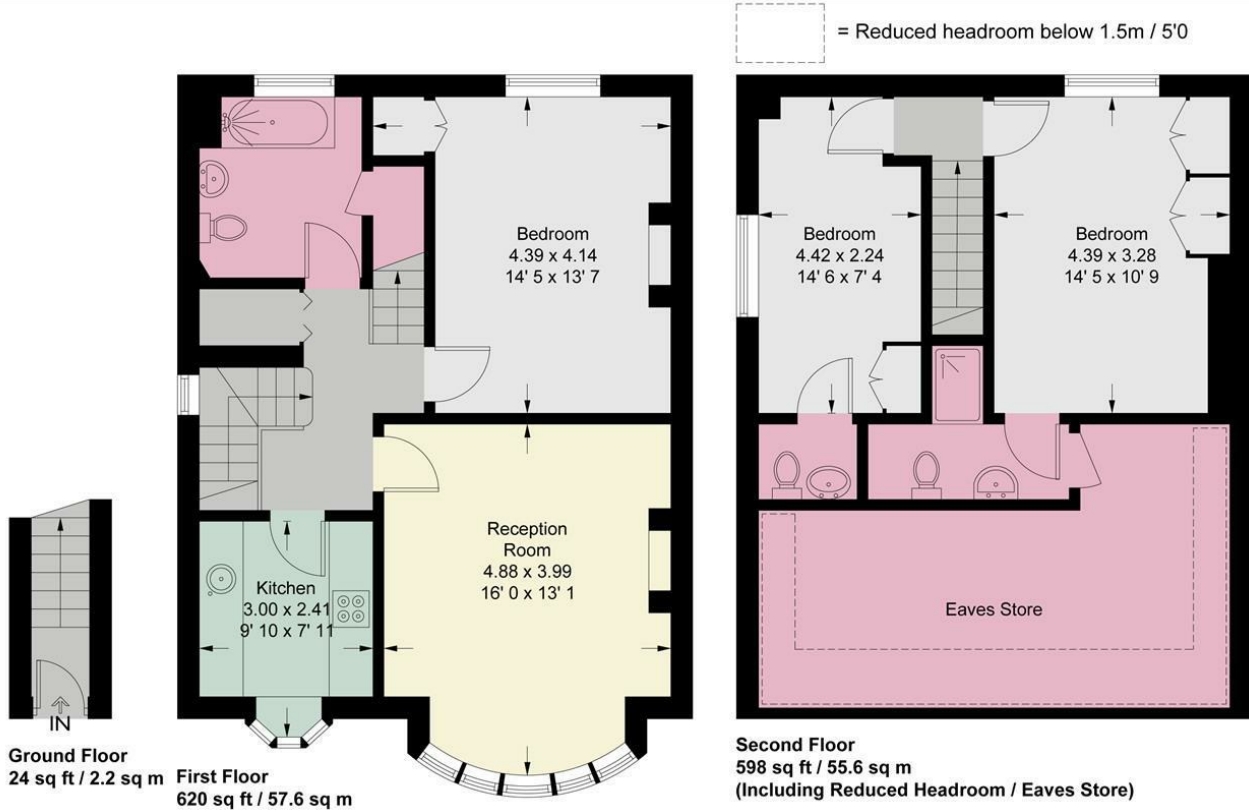 = Reduced headroom below 1.5m / 5'0
Bedroom
4.39 x 4.14
14' 5 x 13' 7
Bedroom
4.42 x 2.24
14' 6 x 7' 4
Bedroom
4.39 x 3.28
14' 5 x 10' 9
Reception
Room
4.88 x 3.99
16' 0 x 13' 1
Kitchen
3.00 x 2.41
9' 10 x 7' 11
Eaves Store
IN
Ground Floor
24 sq ft / 2.2 sq m
First Floor
620 sq ft / 57.6 sq m
Second Floor
598 sq ft / 55.6 sq m
(Including Reduced Headroom / Eaves Store)